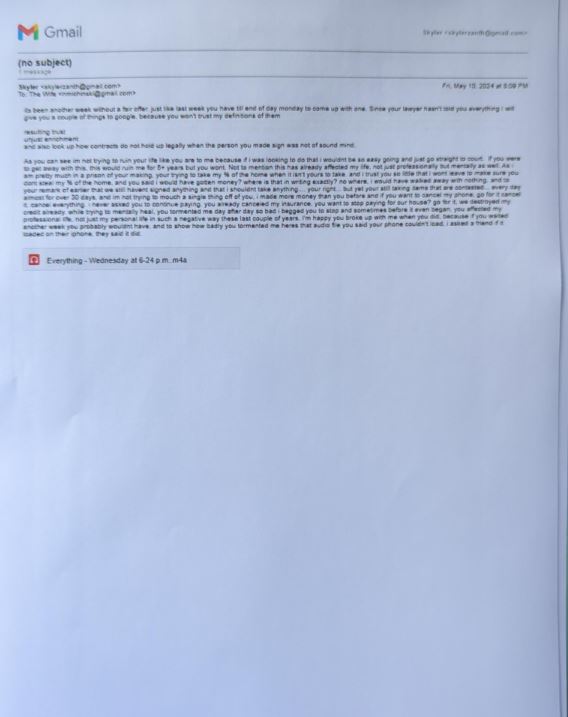 Gmail
Skyler <skylerzanth@gmail.com>
(no subject)
1 message
Skyler <skylerzanth@gmail.com>
Fri, May 10, 2024 at 5:09 PM
To: The Wife
its been another week without a fair offer, just like last week you have till end of day monday to come up with one. Since your lawyer hasn't told you everything i will
give you a couple of things to google, because you won't trust my definitions of them
resulting trust
unjust enrichment
and also look up how contracts do not hold up legally when the person you made sign was not of sound mind.
As you can see im not trying to ruin your life like you are to me because if i was looking to do that i wouldnt be so easy going and just go straight to court. if you were
to get away with this, this would ruin me for 5+ years but you wont. Not to mention this has already affected my life, not just professionally but mentally as well. As i
am pretty much in a prison of your making, your trying to take my % of the home when it isn't yours to take. and i trust you so little that i wont leave to make sure you
dont steal my % of the home, and you said i would have gotten money? where is that in writing exactly? no where, i would have walked away with nothing. and to
your remark of earlier that we still havent signed anything and that i shouldnt take anything... your right... but yet your still taking items that are contested... every day
almost for over 30 days, and im not trying to mouch a single thing off of you, i made more money than you before and if you want to cancel my phone, go for it cancel
it, cancel everything, i never asked you to continue paying, you already canceled my insurance, you want to stop paying for our house? go for it, we destroyed my
credit already. while trying to mentally heal, you tormented me day after day so bad i begged you to stop and sometimes before it even began. you affected my
professional life, not just my personal life in such a negative way these last couple of years. i'm happy you broke up with me when you did, because if you waited
another week you probably wouldnt have, and to show how badly you tormented me heres that audio file you said your phone couldn't load, i asked a friend if it
loaded on their iphone, they said it did.
Everything - Wednesday at 6-24 p.m..m4a